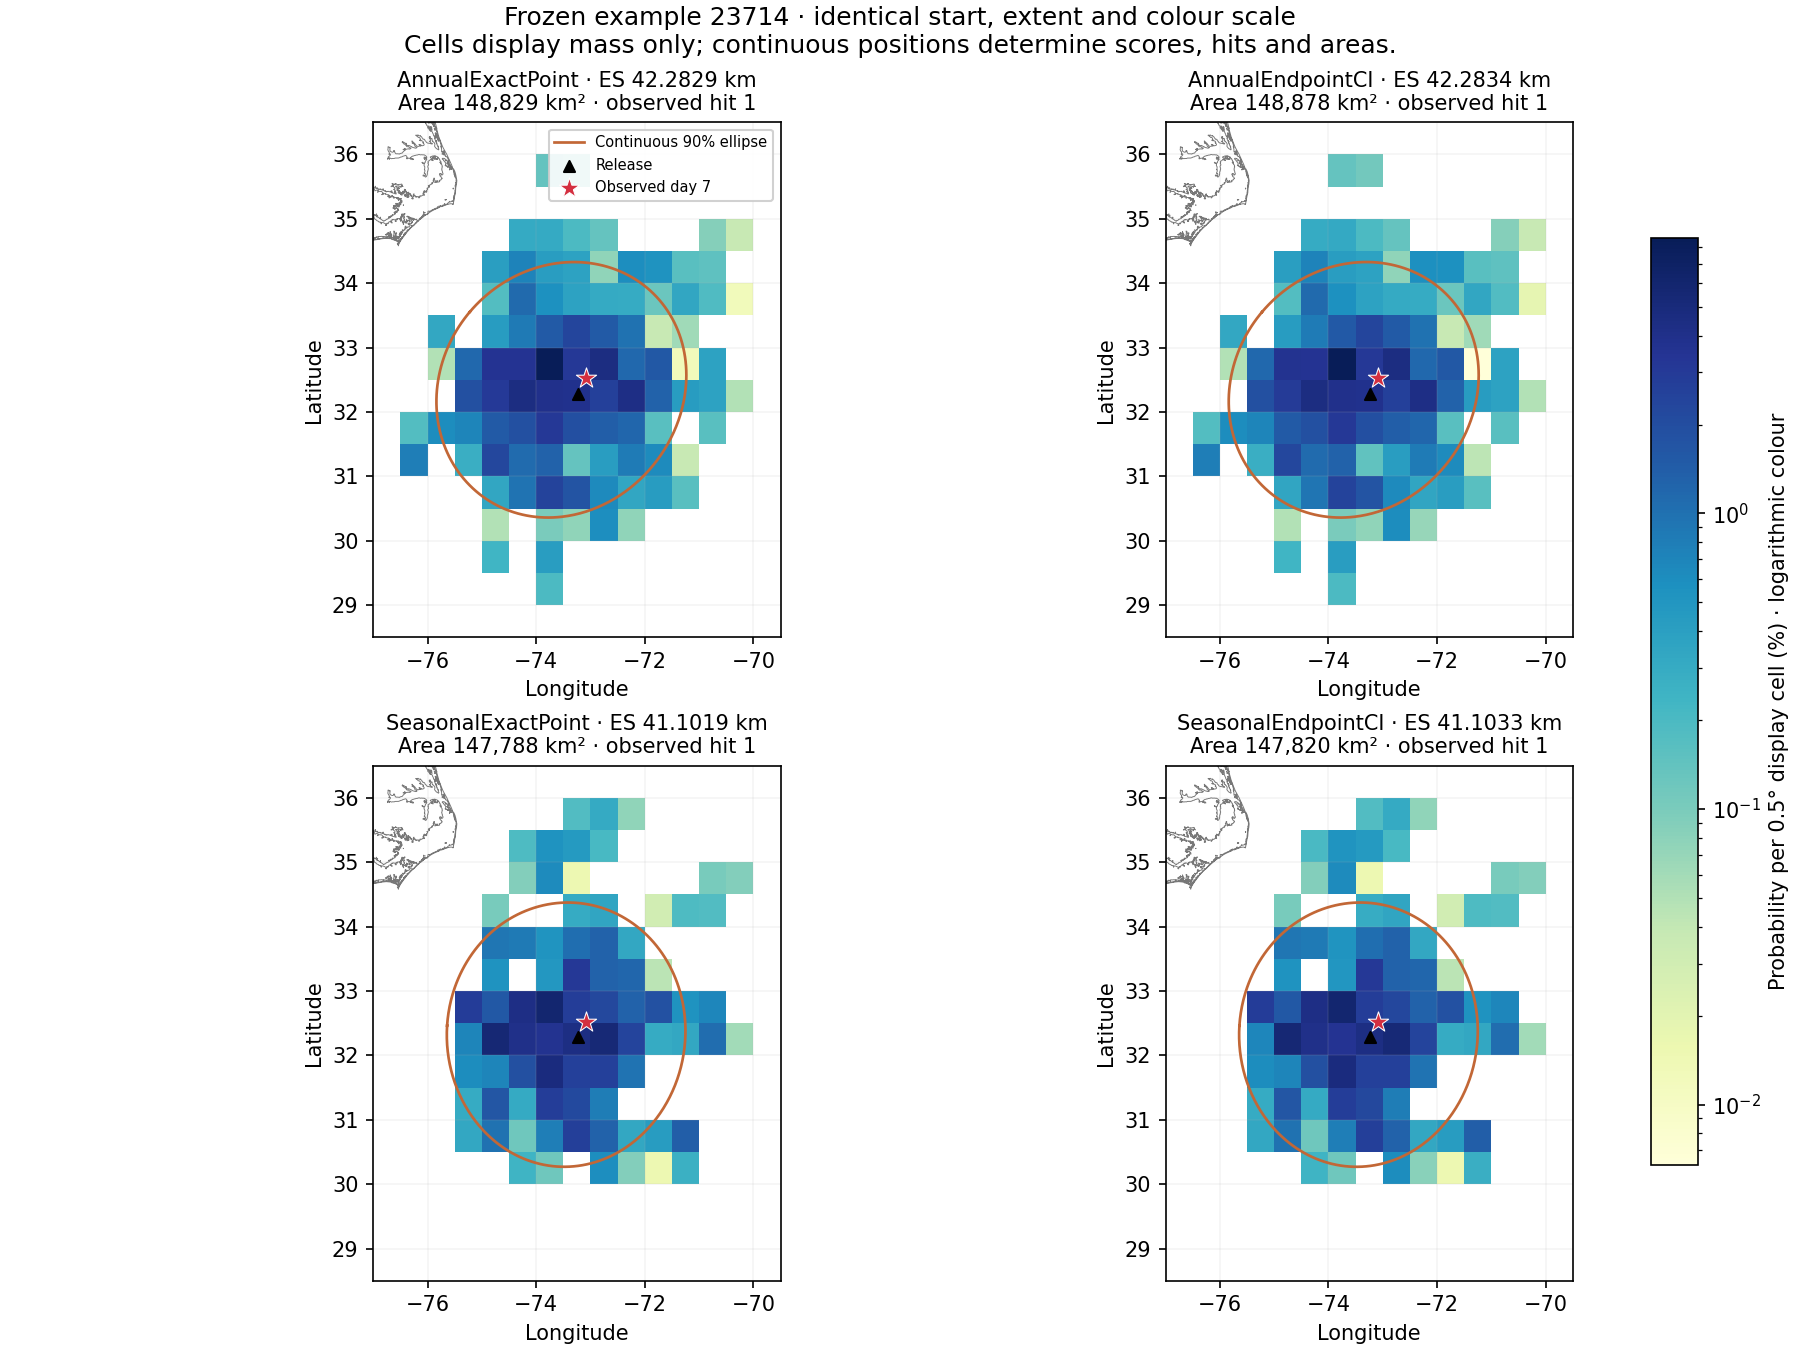 Frozen example 23714 · identical start, extent and colour scale
Cells display mass only; continuous positions determine scores, hits and areas.
AnnualExactPoint · ES 42.2829 km
Area 148,829 km² · observed hit 1
Continuous 90% ellipse
Release
Observed day 7
36
35
34
33
32
31
30
29
Latitude
−76
−74
−72
−70
Longitude
AnnualEndpointCI · ES 42.2834 km
Area 148,878 km² · observed hit 1
36
35
34
33
32
31
30
29
Latitude
−76
−74
−72
−70
Longitude
SeasonalExactPoint · ES 41.1019 km
Area 147,788 km² · observed hit 1
36
35
34
33
32
31
30
29
Latitude
−76
−74
−72
−70
Longitude
SeasonalEndpointCI · ES 41.1033 km
Area 147,820 km² · observed hit 1
36
35
34
33
32
31
30
29
Latitude
−76
−74
−72
−70
Longitude
10⁰
10⁻¹
10⁻²
Probability per 0.5° display cell (%) · logarithmic colour